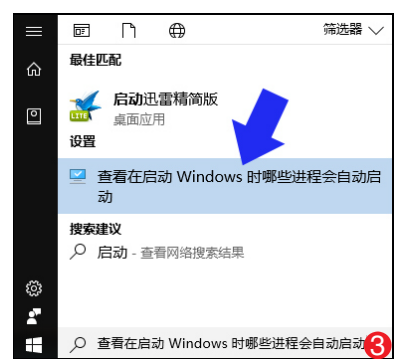 筛选器
最佳匹配
启动迅雷精简版
LITE
桌面应用
设置
查看在启动 Windows 时哪些进程会自动启
动
搜索建议
启动 - 查看网络搜索结果
查看在启动 Windows 时哪些进程会自动启动
3